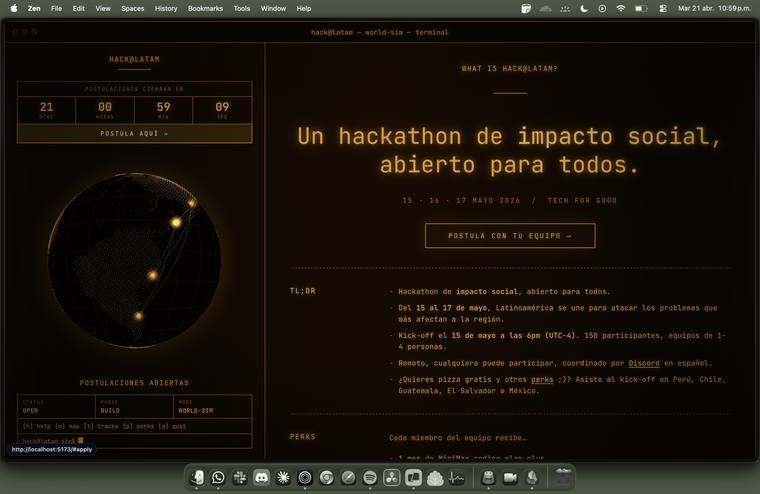 Zen File Edit View Spaces History Bookmarks Tools Window Help
Mar 21 abr. 10:59 p.m.
hack@latam — world-sim — terminal
HACK@LATAM
POSTULACIONES CIERRAN EN
21 00 59 09
DÍAS HORAS MIN SEG
POSTULA AQUÍ →
POSTULACIONES ABIERTAS
STATUS PHASE MODE
OPEN BUILD WORLD-SIM
[h] help [m] map [t] tracks [p] perks [q] quit
hack@latam-sim$
http://localhost:5173/#apply
WHAT IS HACK@LATAM?
Un hackathon de impacto social,
abierto para todos.
15 · 16 · 17 MAYO 2026 / TECH FOR GOOD
POSTULA CON TU EQUIPO →
TL;DR
- Hackathon de impacto social, abierto para todos.
- Del 15 al 17 de mayo, Latinoamérica se une para atacar los problemas que
más afectan a la región.
- Kick-off el 15 de mayo a las 6pm (UTC-4). 150 participantes, equipos de 1–
4 personas.
- Remoto, cualquiera puede participar, coordinado por Discord en español.
- ¿Quieres pizza gratis y otros perks ;)? Asiste al kick-off en Perú, Chile,
Guatemala, El Salvador o México.
PERKS
Cada miembro del equipo recibe…
- 1 mes de MiniMax coding plan plus